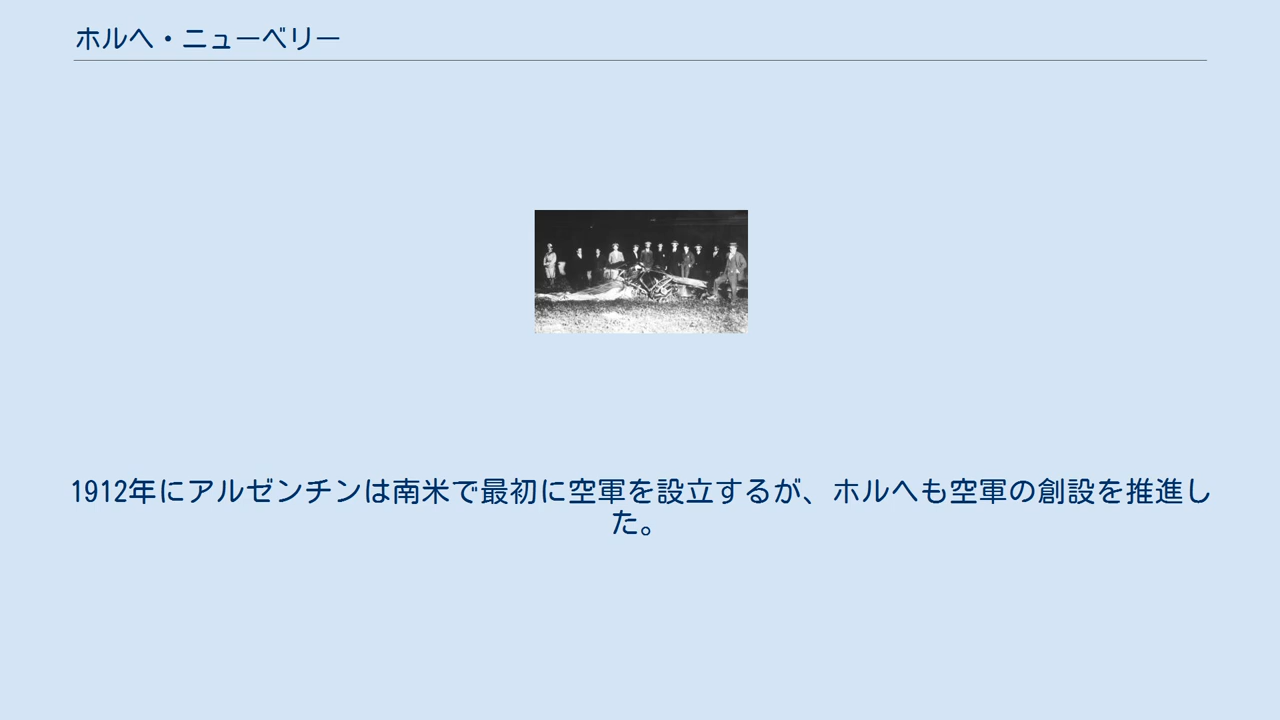 ホルヘ・ニューベリー
1912年にアルゼンチンは南米で最初に空軍を設立するが、ホルヘも空軍の創設を推進し
た。